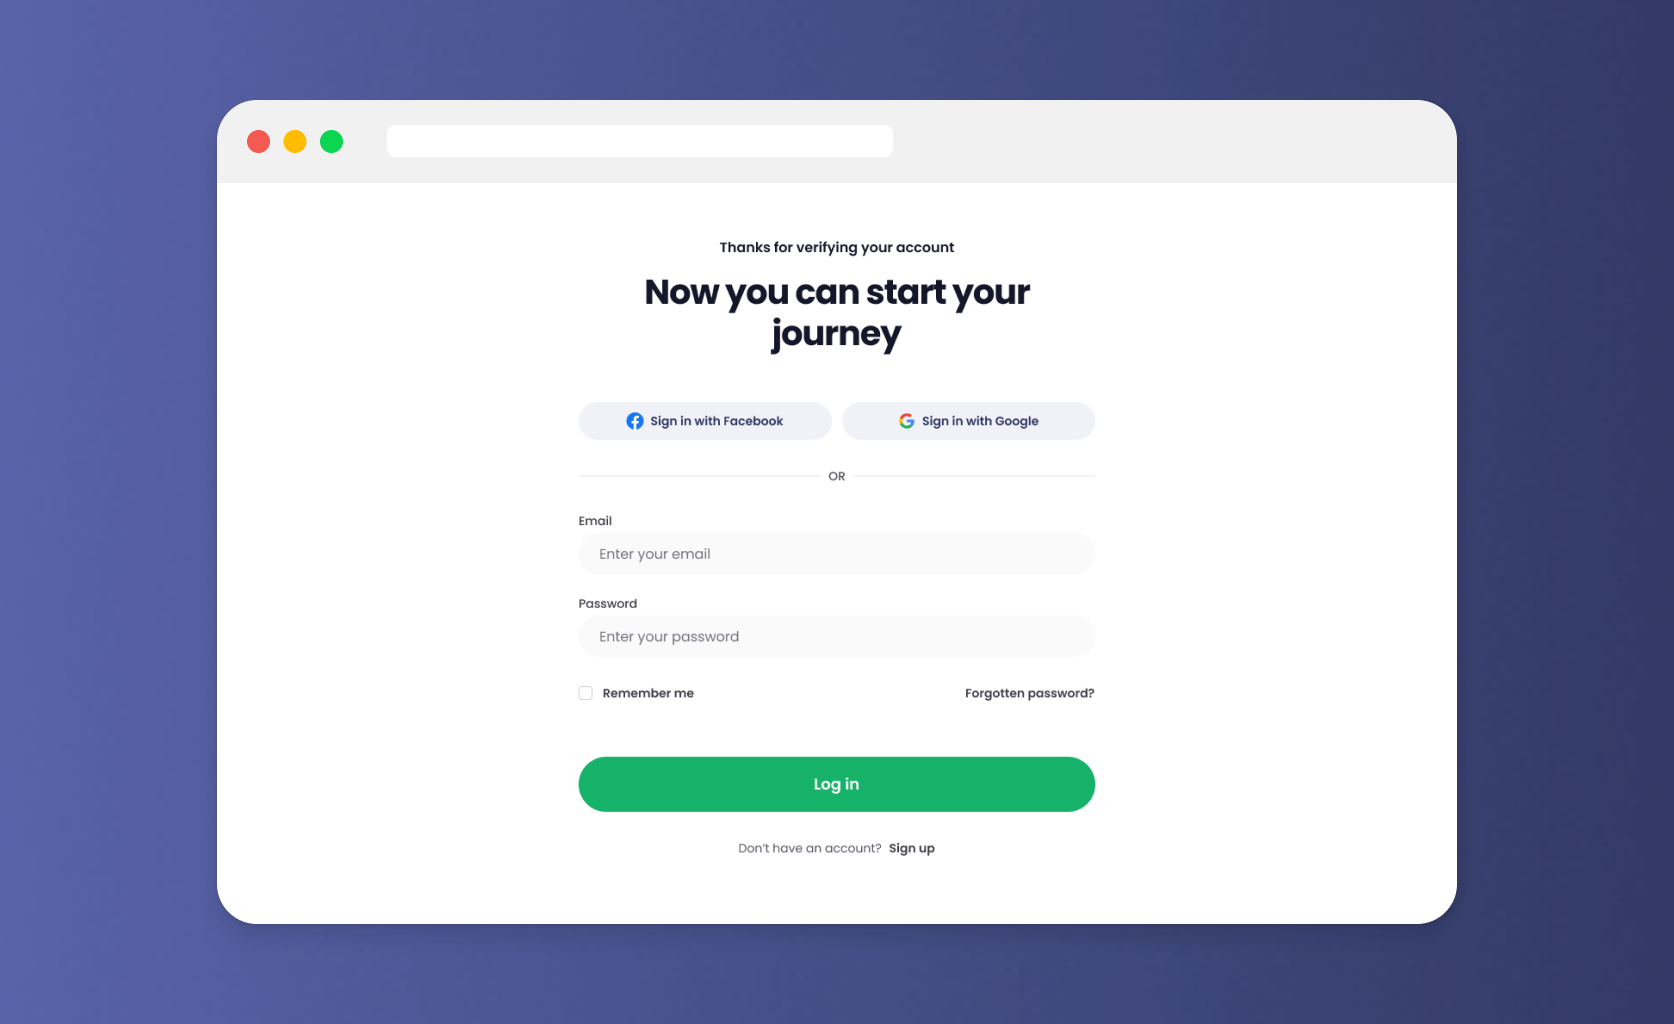 Thanks for verifying your account
Now you can start your
journey
Sign in with Facebook
Sign in with Google
OR
Email
Enter your email
Password
Enter your password
Remember me
Forgotten password?
Log in
Don't have an account? Sign up